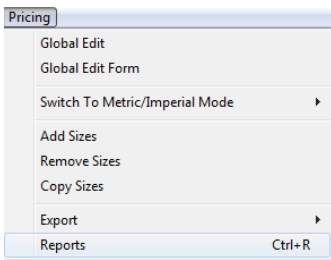 Pricing
Global Edit
Global Edit Form
Switch To Metric/Imperial Mode
Add Sizes
Remove Sizes
Copy Sizes
Export
Reports Ctrl+R